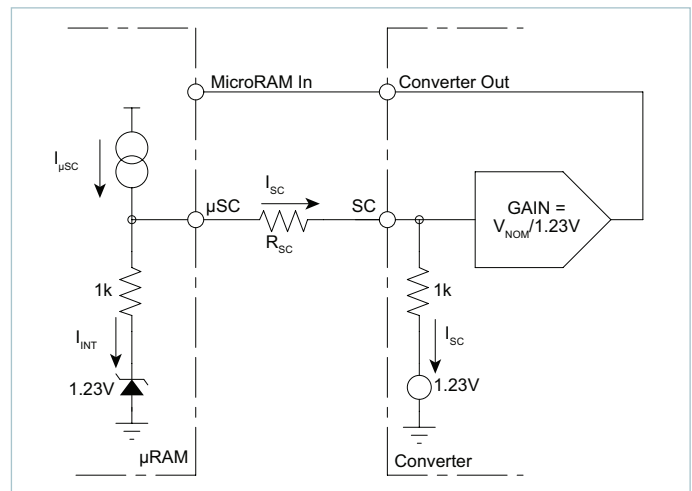 MicroRAM In
Converter Out
IµSC
µSC
ISC
RSC
SC
GAIN =
VNOM/1.23V
1k
IINT
1.23V
1k
ISC
1.23V
µRAM
Converter